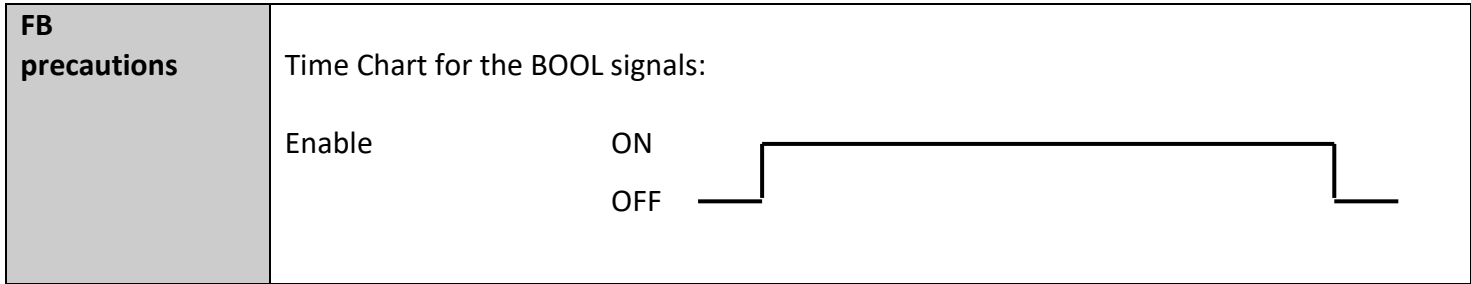 FB
precautions
Time Chart for the BOOL signals:
Enable ON
OFF